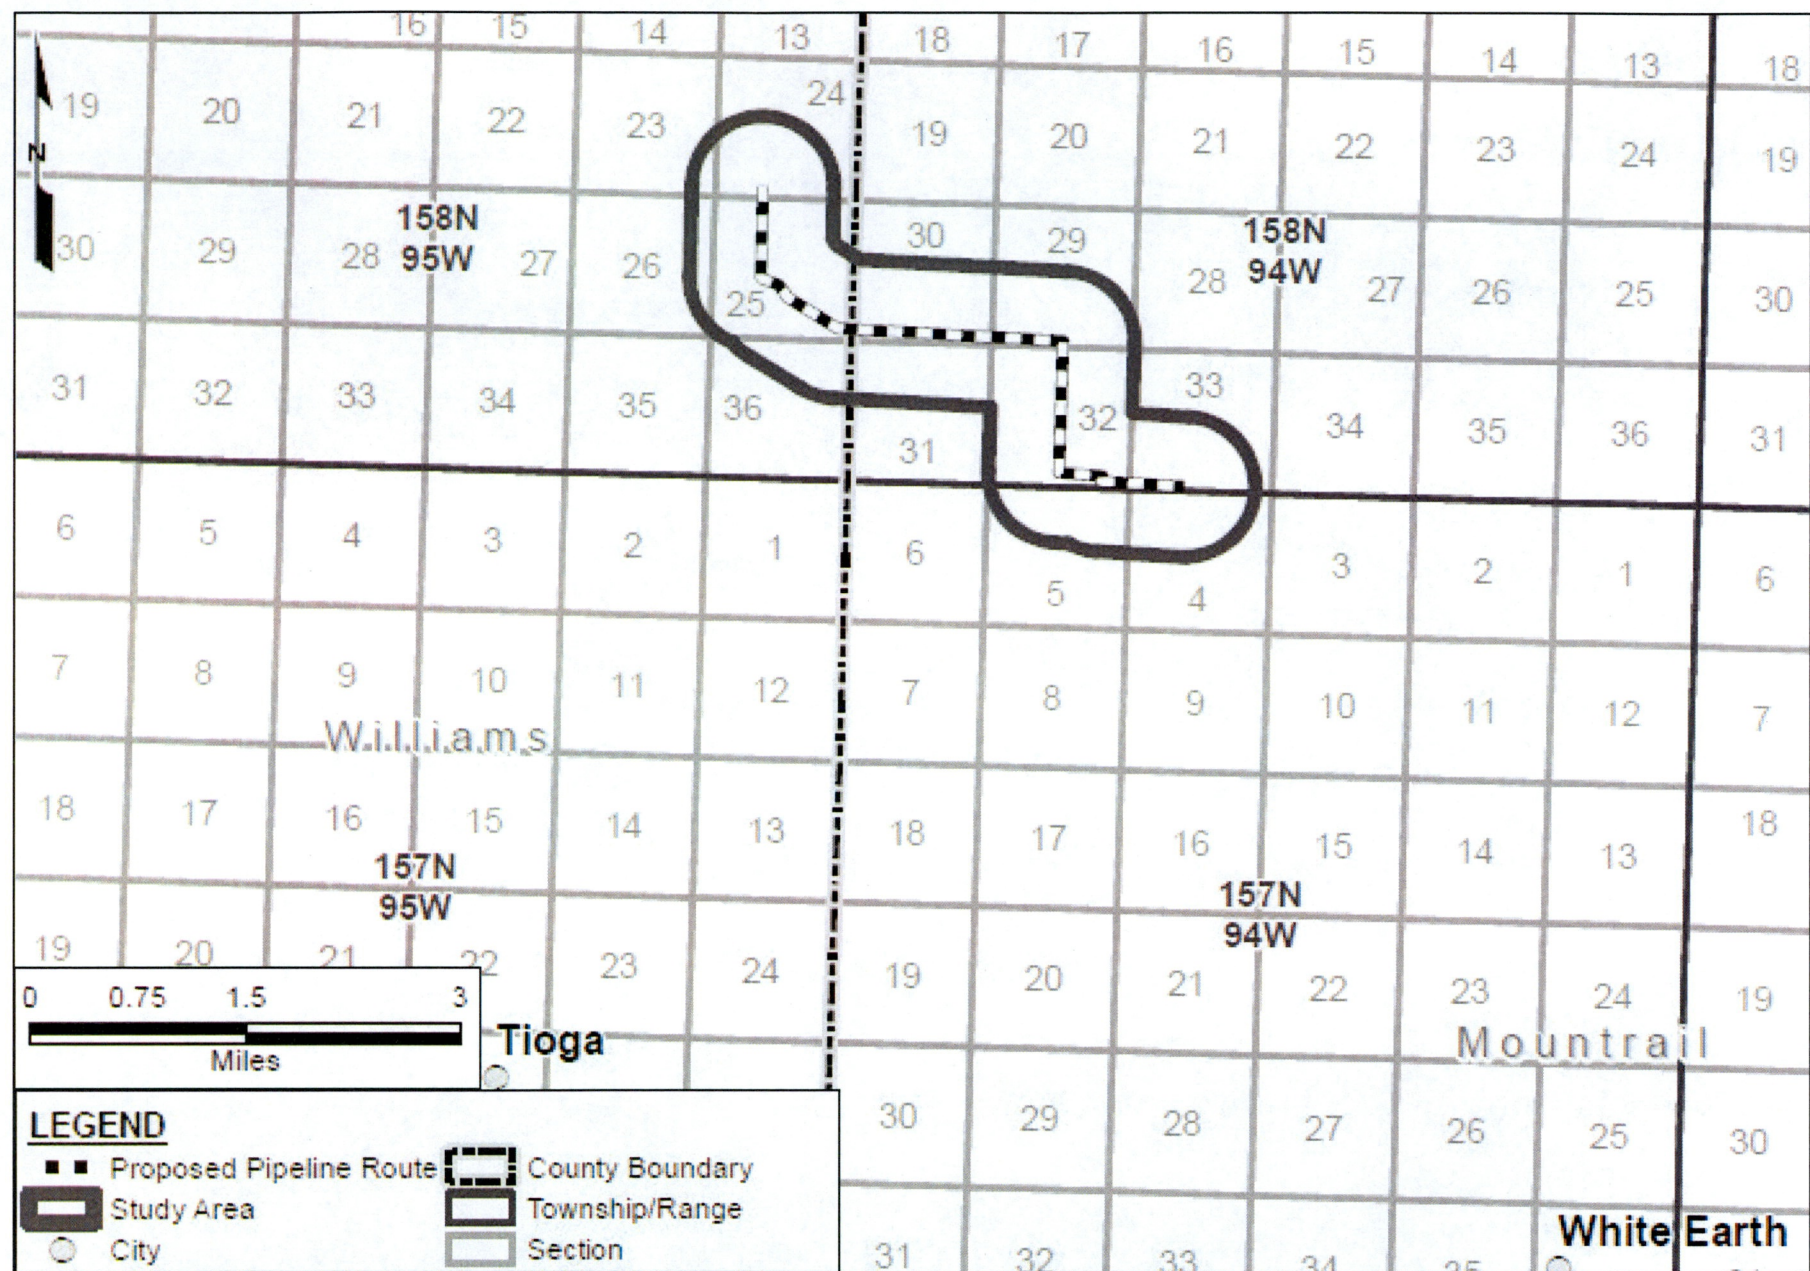 16 15 14 13 18 17 16 15 14 13 18
19 20 21 22 23 24 19 20 21 22 23 24 19
N
158N
95W
158N
94W
30 29 28 27 26 25 30 29 28 27 26 25 30
31 32 33 34 35 36 31 32 33 34 35 36 31
6 5 4 3 2 1 6 5 4 3 2 1 6
7 8 9 10 11 12 7 8 9 10 11 12 7
Williams
18 17 16 15 14 13 18 17 16 15 14 13 18
157N
95W
157N
94W
19 20 21 22 23 24 19 20 21 22 23 24 19
0 0.75 1.5 3
Miles
Tioga
Mountrail
30 29 28 27 26 25 30
LEGEND
Proposed Pipeline Route
County Boundary
Study Area
Township/Range
City
Section
White Earth
31 32 33 34 35